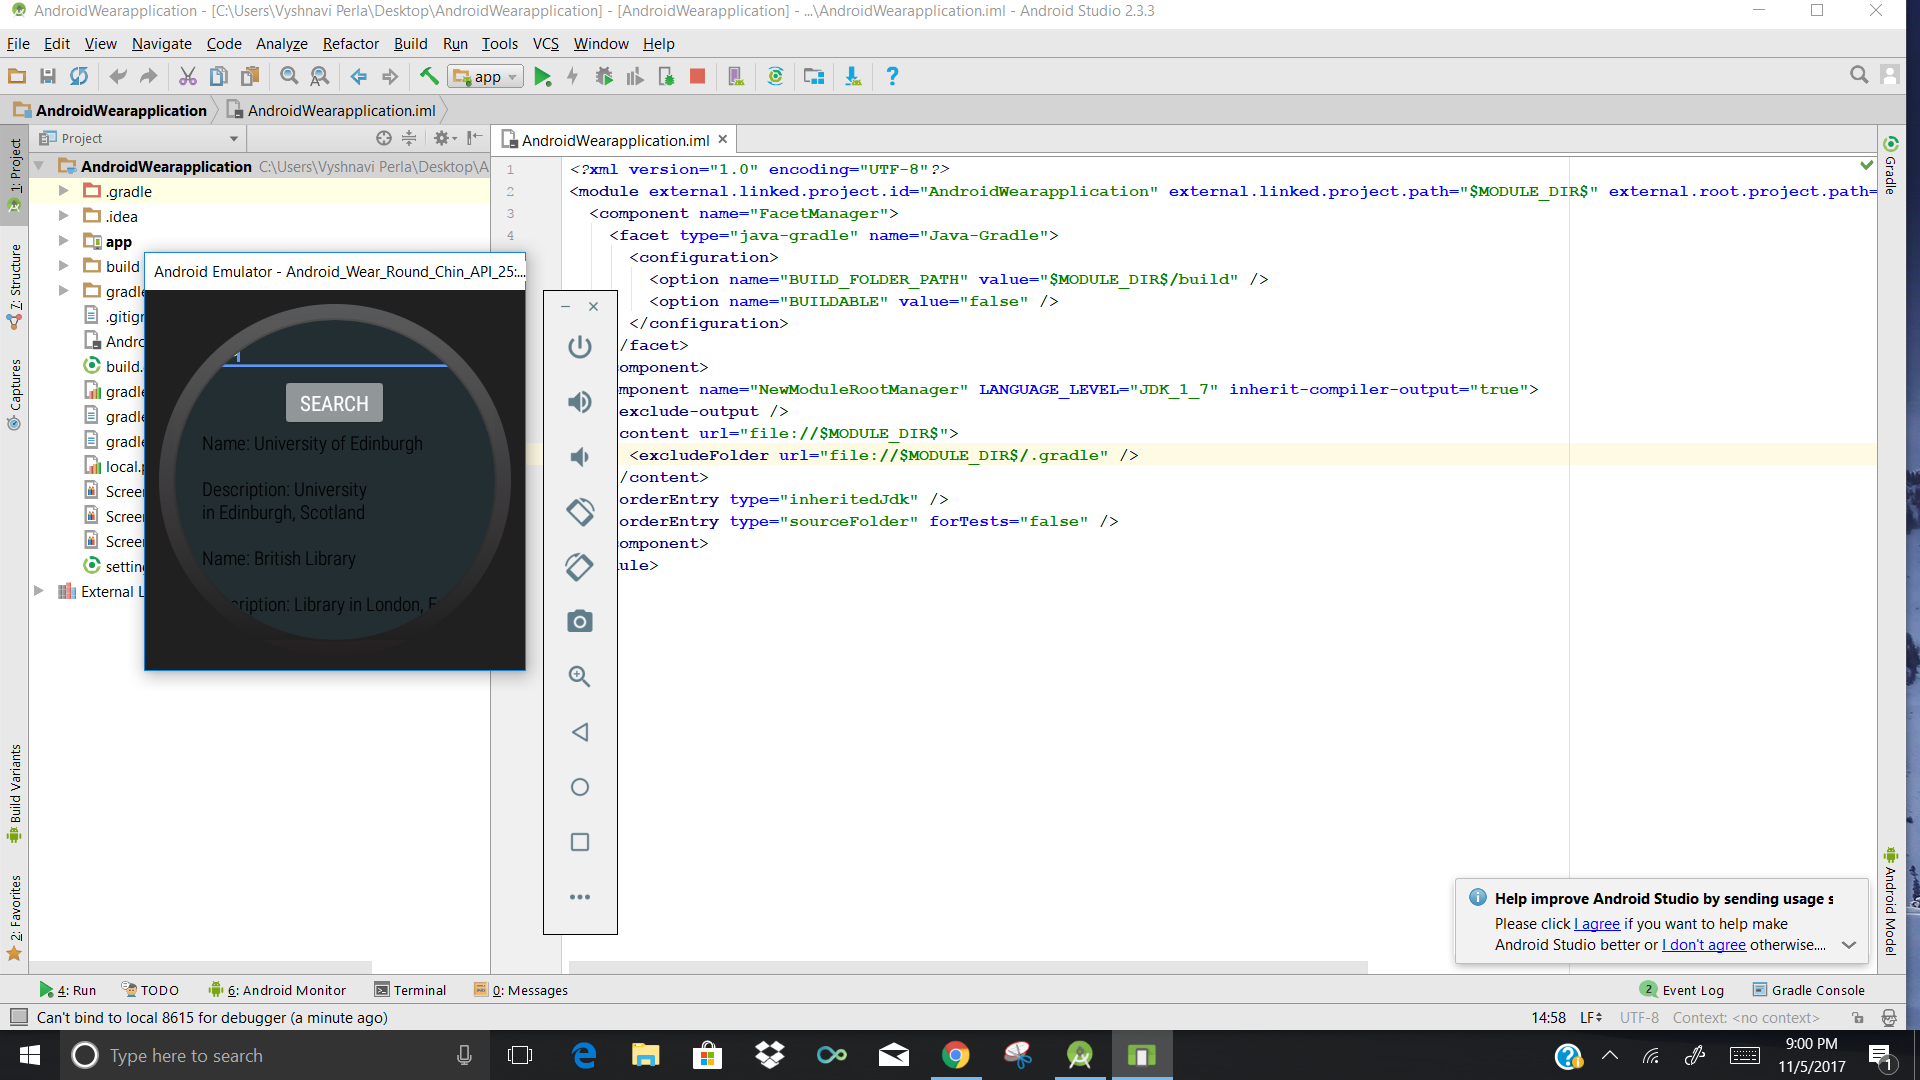 AndroidWearapplication - [C:\Users\Vyshnavi Perla\Desktop\AndroidWearapplication] - [AndroidWearapplication] - ...\AndroidWearapplication.iml - Android Studio 2.3.3
File Edit View Navigate Code Analyze Refactor Build Run Tools VCS Window Help
app
AndroidWearapplication AndroidWearapplication.iml
Project
AndroidWearapplication.iml
1: Project
7: Structure
Captures
Build Variants
2: Favorites
Gradle
Android Model
AndroidWearapplication C:\Users\Vyshnavi Perla\Desktop\A
.gradle
.idea
app
build
gradle
.gitigr
Andro
build.
gradle
gradle
gradle
local.p
Screen
Screen
Screen
settin
External L
Android Emulator - Android_Wear_Round_Chin_API_25:...
SEARCH
Name: University of Edinburgh
Description: University
in Edinburgh, Scotland
Name: British Library
cription: Library in London, E
1 <?xml version="1.0" encoding="UTF-8"?>
2 <module external.linked.project.id="AndroidWearapplication" external.linked.project.path="$MODULE_DIR$" external.root.project.path=
3 <component name="FacetManager">
4 <facet type="java-gradle" name="Java-Gradle">
<configuration>
<option name="BUILD_FOLDER_PATH" value="$MODULE_DIR$/build" />
<option name="BUILDABLE" value="false" />
</configuration>
/facet>
omponent>
mponent name="NewModuleRootManager" LANGUAGE_LEVEL="JDK_1_7" inherit-compiler-output="true">
exclude-output />
content url="file://$MODULE_DIR$">
<excludeFolder url="file://$MODULE_DIR$/.gradle" />
/content>
orderEntry type="inheritedJdk" />
orderEntry type="sourceFolder" forTests="false" />
omponent>
ule>
Help improve Android Studio by sending usage s
Please click I agree if you want to help make
Android Studio better or I don't agree otherwise....
4: Run TODO 6: Android Monitor Terminal 0: Messages 2 Event Log Gradle Console
Can't bind to local 8615 for debugger (a minute ago) 14:58 LF UTF-8 Context: <no context>
Type here to search
9:00 PM
11/5/2017
1